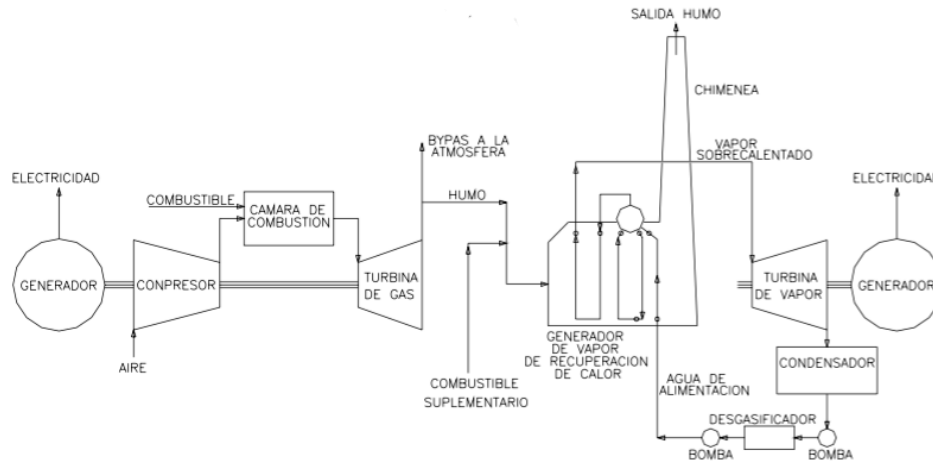 SALIDA HUMO
CHIMENEA
BYPAS A LA
ATMOSFERA
VAPOR
SOBRECALENTADO
ELECTRICIDAD
COMBUSTIBLE
CAMARA DE
COMBUSTION
HUMO
ELECTRICIDAD
GENERADOR
CONPRESOR
TURBINA
DE GAS
TURBINA
DE VAPOR
GENERADOR
AIRE
COMBUSTIBLE
SUPLEMENTARIO
GENERADOR
DE VAPOR
DE RECUPERACION
DE CALOR
AGUA DE
ALIMENTACION
CONDENSADOR
DESGASIFICADOR
BOMBA
BOMBA